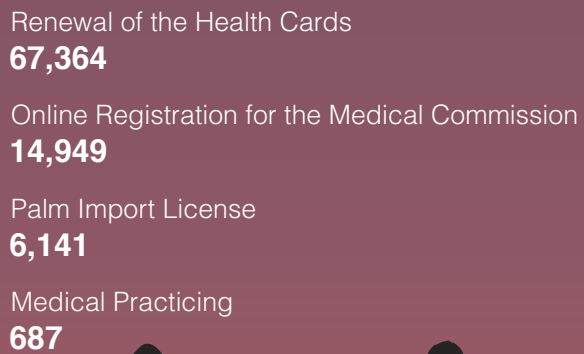 Renewal of the Health Cards
67,364
Online Registration for the Medical Commission
14,949
Palm Import License
6,141
Medical Practicing
687